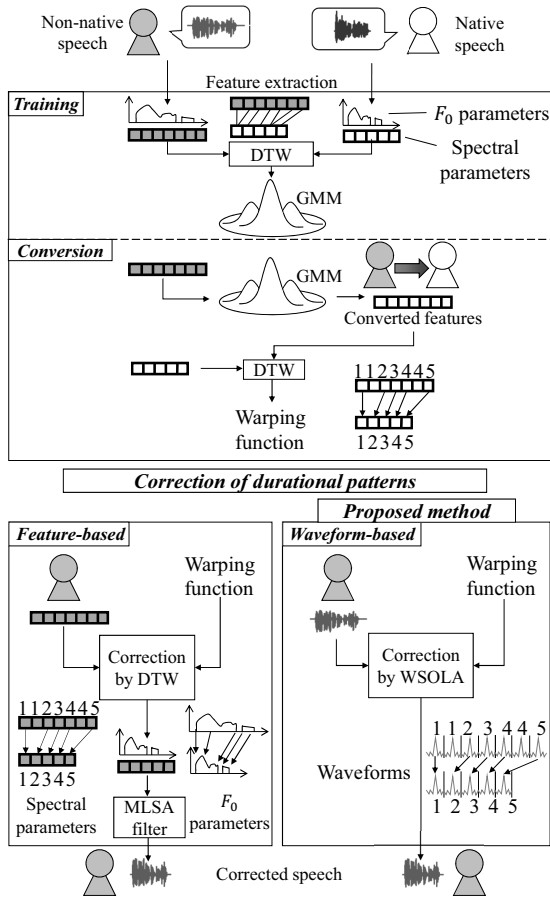 Non-native
speech
Native
speech
Feature extraction
Training
F0 parameters
Spectral
parameters
DTW
GMM
Conversion
GMM
Converted features
DTW
Warping
function
11234445
12345
Correction of durational patterns
Proposed method
Feature-based
Waveform-based
Warping
function
Warping
function
Correction
by DTW
Correction
by WSOLA
11223445
12345
Spectral
parameters
F0
parameters
MLSA
filter
Waveforms
1 1 2 3 4 4 5
1 2 3 4 5
Corrected speech